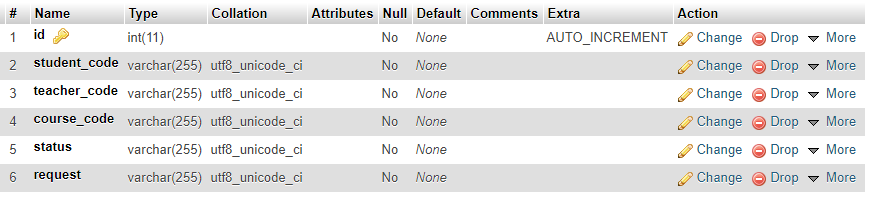 # Name Type Collation Attributes Null Default Comments Extra Action
1 id int(11) No None AUTO_INCREMENT Change Drop More
2 student_code varchar(255) utf8_unicode_ci No None Change Drop More
3 teacher_code varchar(255) utf8_unicode_ci No None Change Drop More
4 course_code varchar(255) utf8_unicode_ci No None Change Drop More
5 status varchar(255) utf8_unicode_ci No None Change Drop More
6 request varchar(255) utf8_unicode_ci No None Change Drop More